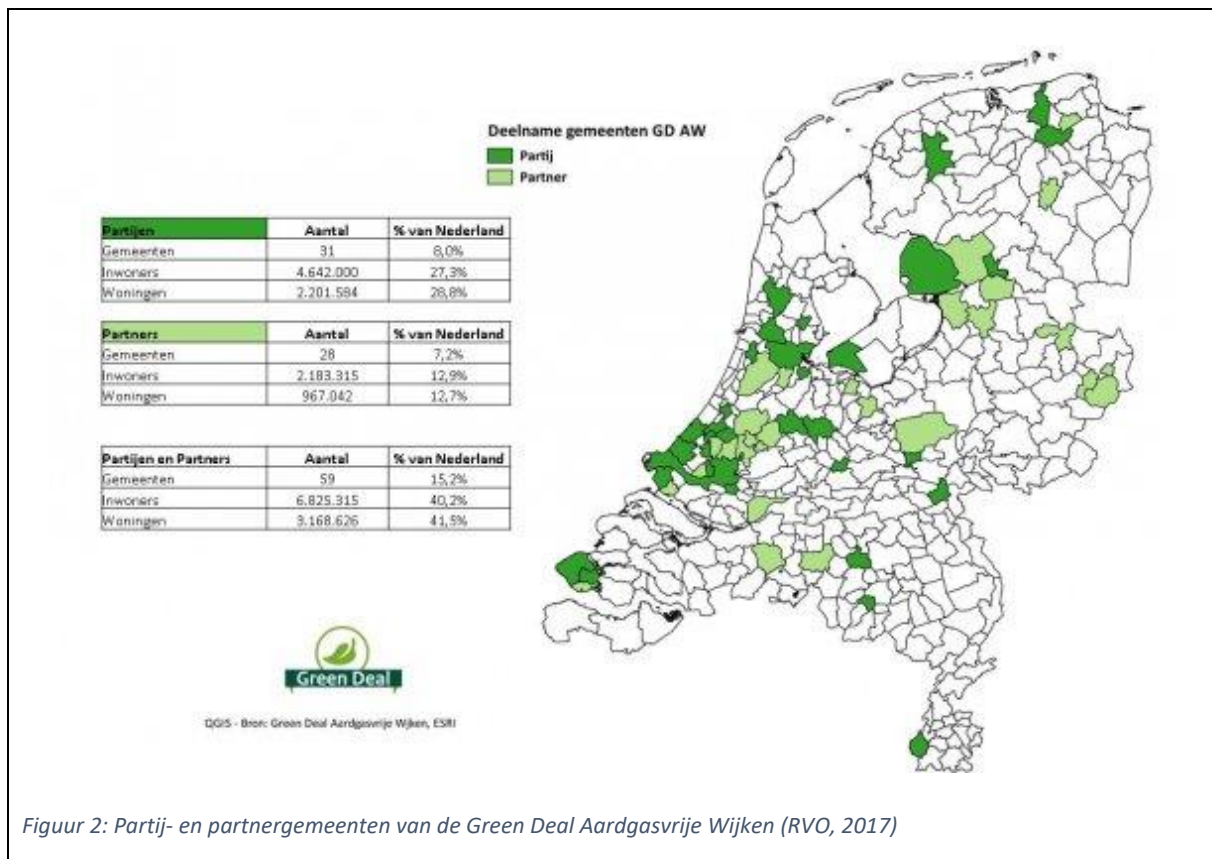 Deelname gemeenten GD AW
Partij
Partner
Partijen Aantal % van Nederland
Gemeenten 31 8,0%
Inwoners 4.642.000 27,3%
Woningen 2.201.584 28,8%
Partners Aantal % van Nederland
Gemeenten 28 7,2%
Inwoners 2.183.315 12,9%
Woningen 967.042 12,7%
Partijen en Partners Aantal % van Nederland
Gemeenten 59 15,2%
Inwoners 6.825.315 40,2%
Woningen 3.168.626 41,5%
Green Deal
QGIS - Bron: Green Deal Aardgasvrije Wijken, ESRI
Figuur 2: Partij- en partnergemeenten van de Green Deal Aardgasvrije Wijken (RVO, 2017)